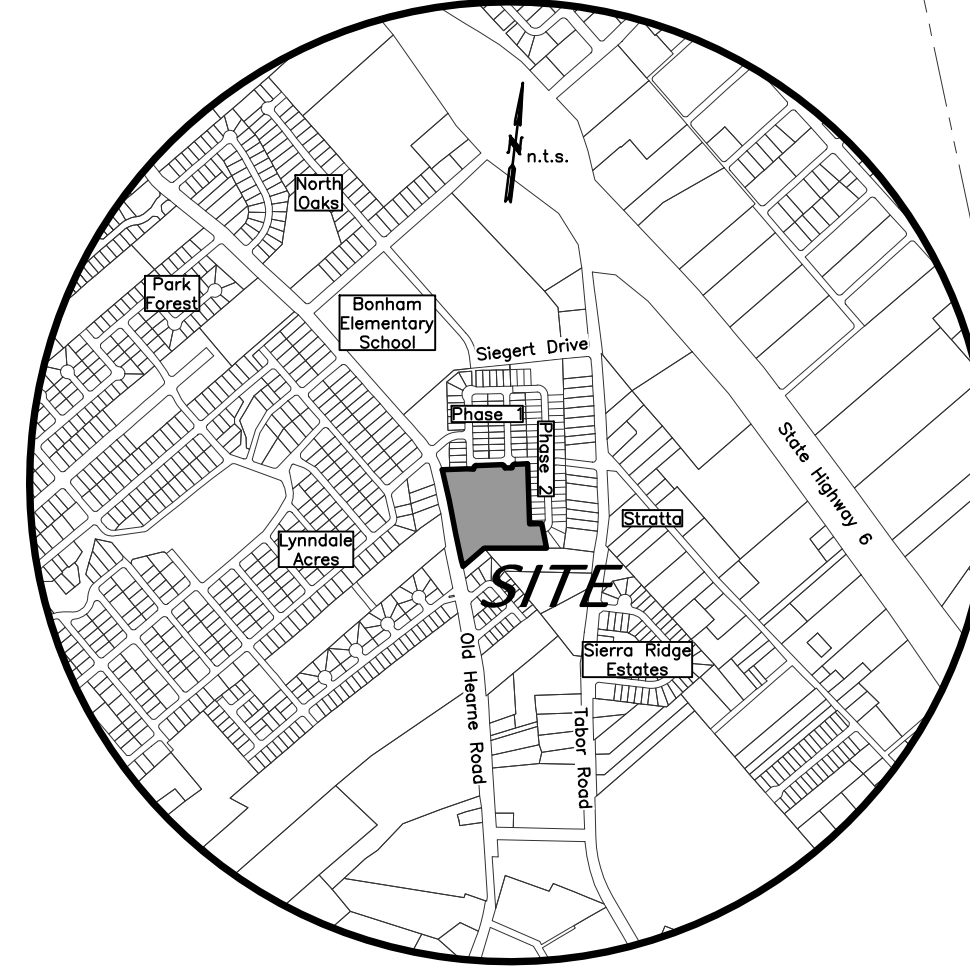 N
n.t.s.
North
Oaks
Park
Forest
Bonham
Elementary
School
Siegert Drive
Phase 1
Phase 2
State Highway 6
Stratta
Lynndale
Acres
SITE
Sierra Ridge
Estates
Old Hearne Road
Tabor Road